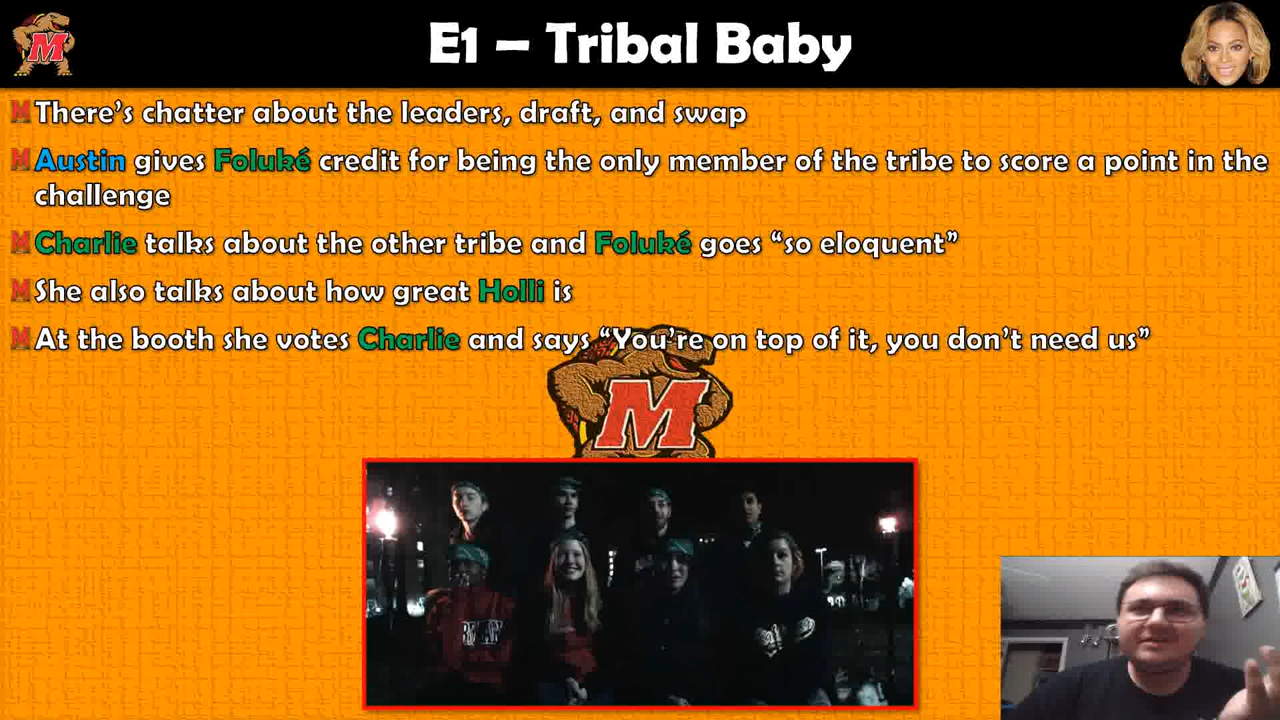 E1 – Tribal Baby
M
There's chatter about the leaders, draft, and swap
Austin gives Foluké credit for being the only member of the tribe to score a point in the
challenge
Charlie talks about the other tribe and Foluké goes “so eloquent”
She also talks about how great Holli is
At the booth she votes Charlie and says “You're on top of it, you don't need us”
M